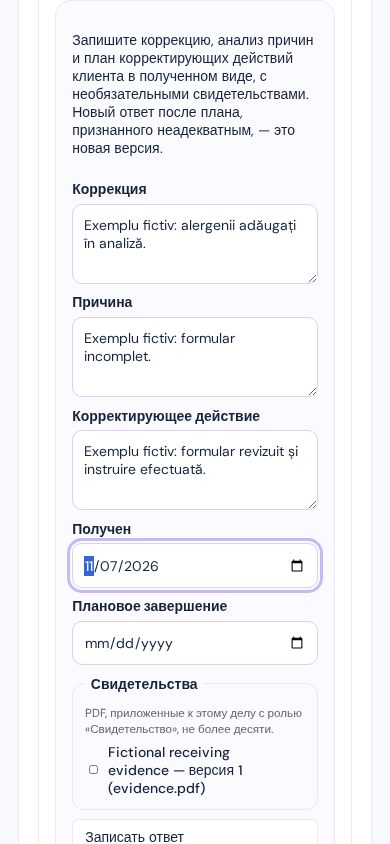 Запишите коррекцию, анализ причин
и план корректирующих действий
клиента в полученном виде, с
необязательными свидетельствами.
Новый ответ после плана,
признанного неадекватным, — это
новая версия.
Коррекция
Exemplu fictiv: alergenii adăugați
în analiză.
Причина
Exemplu fictiv: formular
incomplet.
Корректирующее действие
Exemplu fictiv: formular revizuit și
instruire efectuată.
Получен
11/07/2026
Плановое завершение
mm/dd/yyyy
Свидетельства
PDF, приложенные к этому делу с ролью
«Свидетельство», не более десяти.
Fictional receiving
evidence — версия 1
(evidence.pdf)
Записать ответ